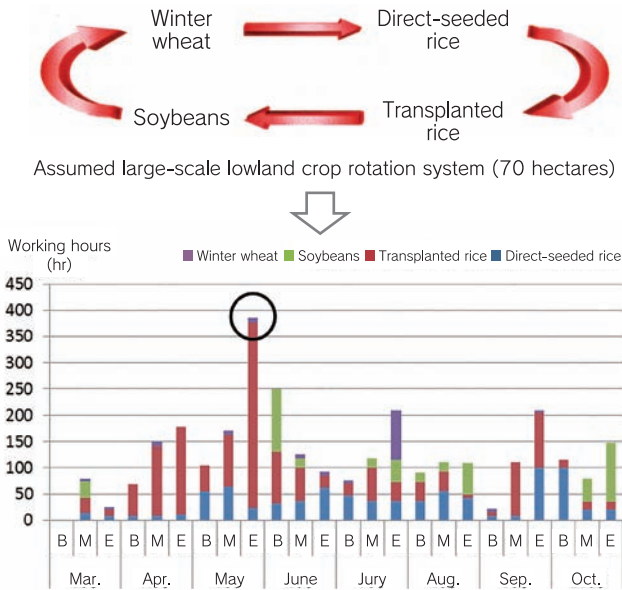 Winter wheat
Direct-seeded rice
Soybeans
Transplanted rice
Assumed large-scale lowland crop rotation system (70 hectares)
Working hours
(hr)
Winter wheat Soybeans Transplanted rice Direct-seeded rice
450
400
350
300
250
200
150
100
50
0
B M E B M E B M E B M E B M E B M E B M E B M E
Mar. Apr. May June Jury Aug. Sep. Oct.